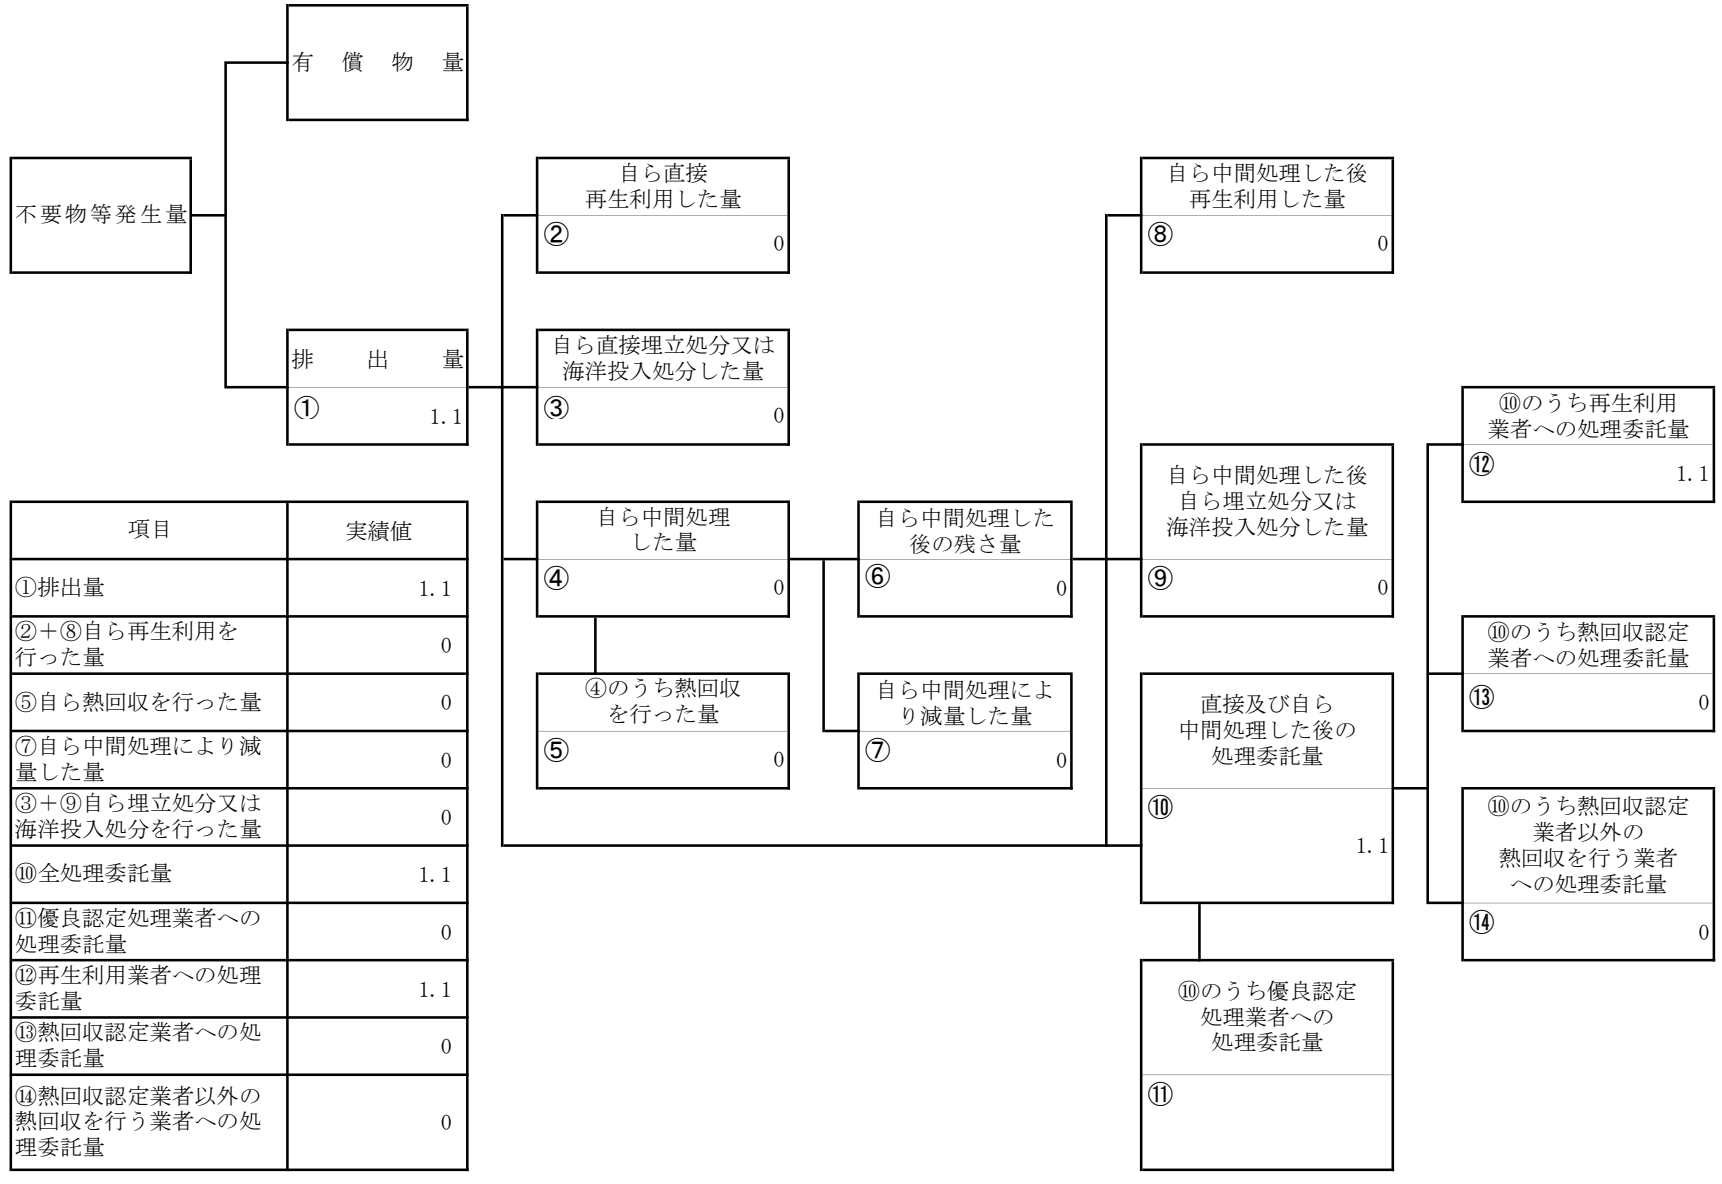 有償物量
不要物等発生量
排出量
①
1.1
自ら直接
再生利用した量
②
0
自ら直接埋立処分又は
海洋投入処分した量
③
0
自ら中間処理
した量
④
0
④のうち熱回収
を行った量
⑤
0
自ら中間処理した
後の残さ量
⑥
0
自ら中間処理によ
り減量した量
⑦
0
自ら中間処理した後
再生利用した量
⑧
0
自ら中間処理した後
自ら埋立処分又は
海洋投入処分した量
⑨
0
直接及び自ら
中間処理した後の
処理委託量
⑩
1.1
⑩のうち優良認定
処理業者への
処理委託量
⑪
⑩のうち再生利用
業者への処理委託量
⑫
1.1
⑩のうち熱回収認定
業者への処理委託量
⑬
0
⑩のうち熱回収認定
業者以外の
熱回収を行う業者
への処理委託量
⑭
0
項目 実績値
①排出量 1.1
②＋⑧自ら再生利用を
行った量 0
⑤自ら熱回収を行った量 0
⑦自ら中間処理により減
量した量 0
③＋⑨自ら埋立処分又は
海洋投入処分を行った量 0
⑩全処理委託量 1.1
⑪優良認定処理業者への
処理委託量 0
⑫再生利用業者への処理
委託量 1.1
⑬熱回収認定業者への処
理委託量 0
⑭熱回収認定業者以外の
熱回収を行う業者への処
理委託量 0